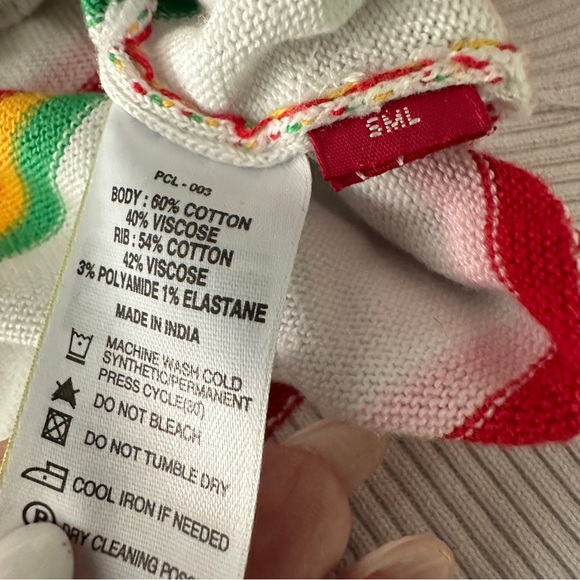 SML
PCL - 003
BODY : 60% COTTON
40% VISCOSE
RIB : 54% COTTON
42% VISCOSE
3% POLYAMIDE 1% ELASTANE
MADE IN INDIA
MACHINE WASH COLD
SYNTHETIC/PERMANENT
PRESS CYCLE(30)
DO NOT BLEACH
DO NOT TUMBLE DRY
COOL IRON IF NEEDED
P
DRY CLEANING